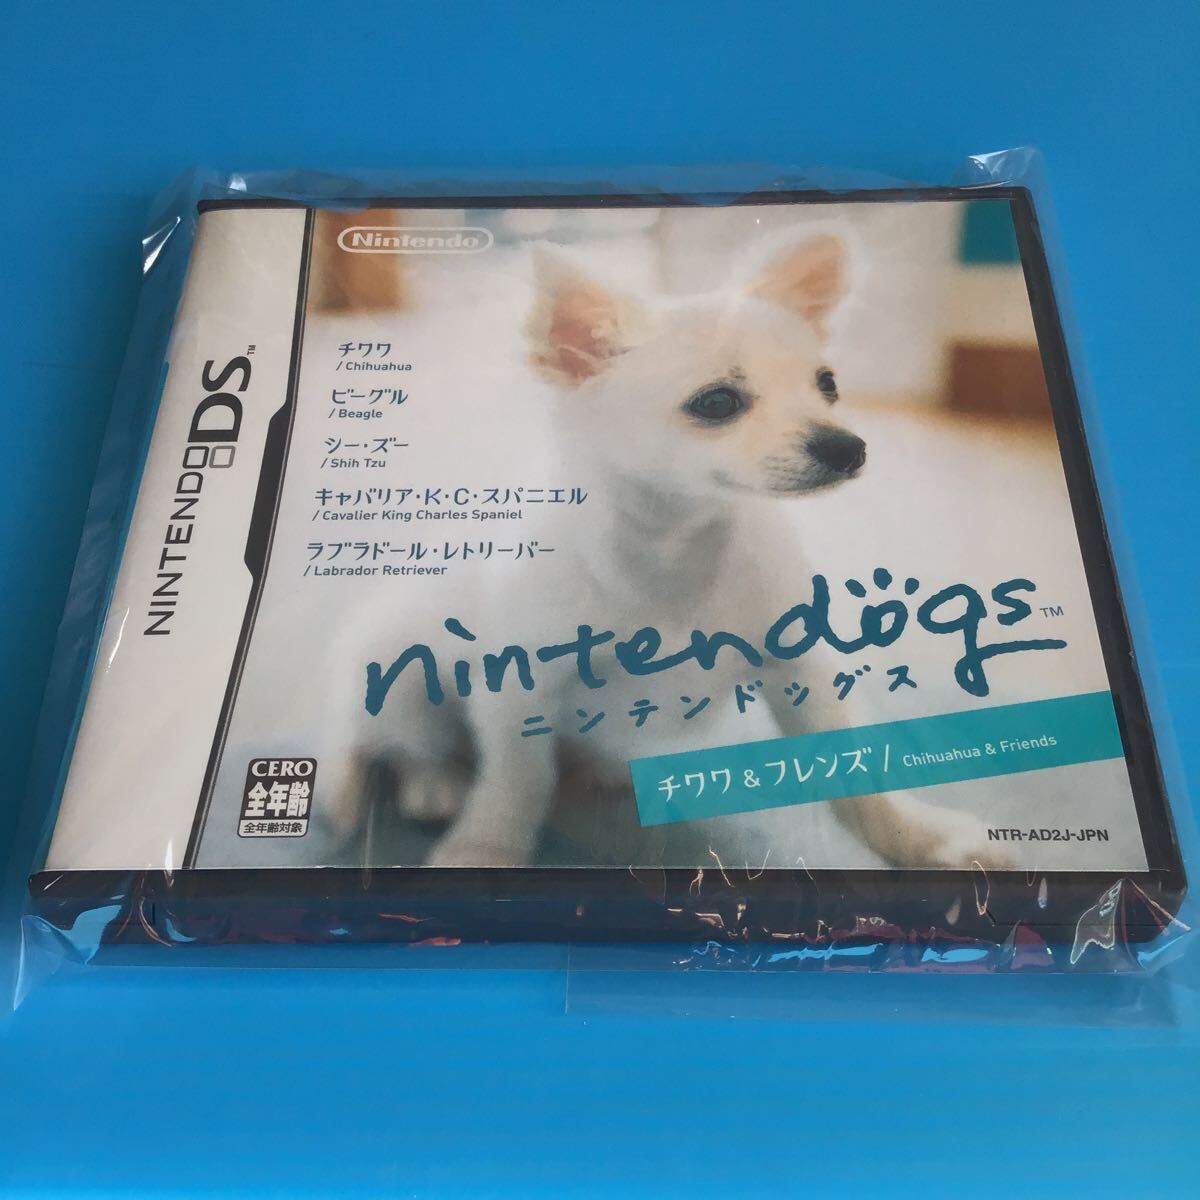 Nintendo
NINTENDO DS™
チワワ
/ Chihuahua
ビーグル
/ Beagle
シー・ズー
/ Shih Tzu
キャバリア・K・C・スパニエル
/ Cavalier King Charles Spaniel
ラブラドール・レトリーバー
/ Labrador Retriever
nintendogs™
ニンテンドッグス
チワワ&フレンズ / Chihuahua & Friends
CERO
全年齢
全年齢対象
NTR-AD2J-JPN